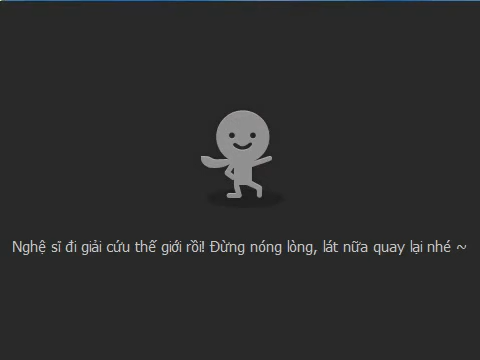 Nghệ sĩ đi giải cứu thế giới rồi! Đừng nóng lòng, lát nữa quay lại nhé ~